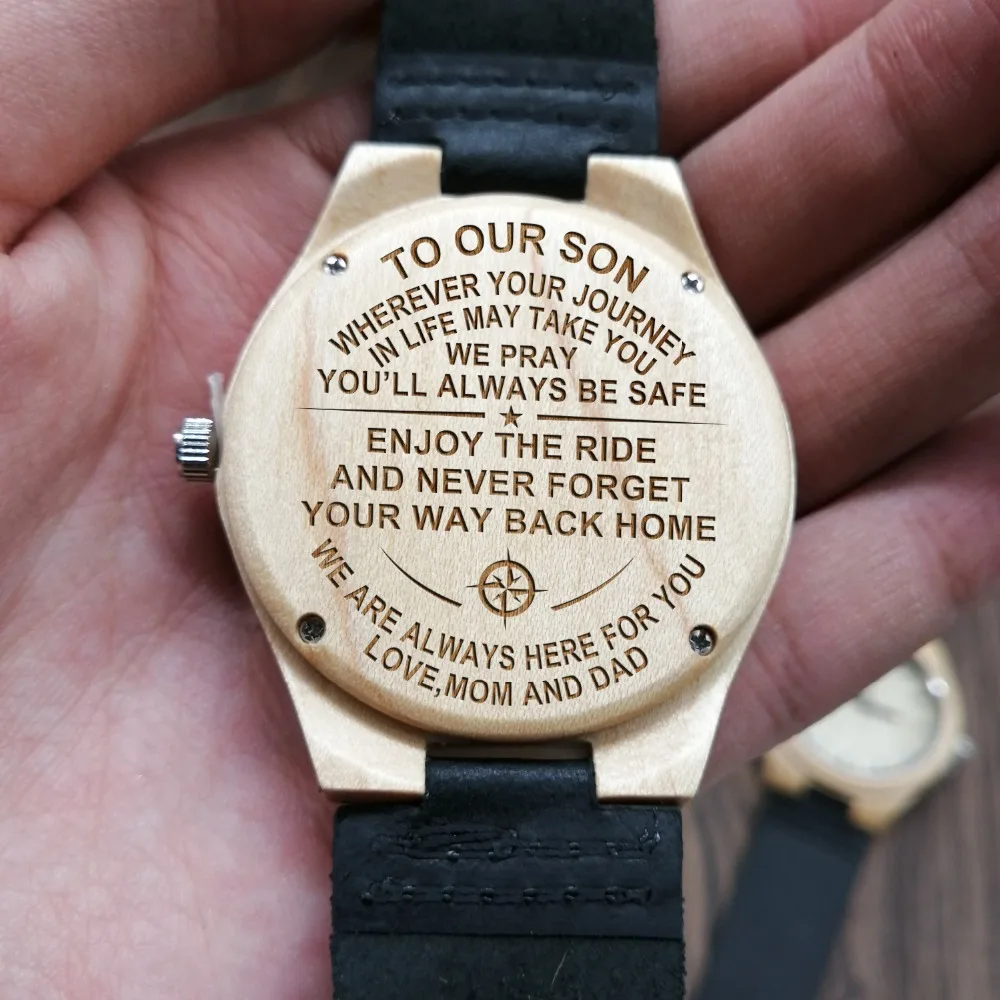 TO OUR SON
WHEREVER YOUR JOURNEY
IN LIFE MAY TAKE YOU
WE PRAY
YOU'LL ALWAYS BE SAFE
ENJOY THE RIDE
AND NEVER FORGET
YOUR WAY BACK HOME
WE ARE ALWAYS HERE FOR YOU
LOVE,MOM AND DAD